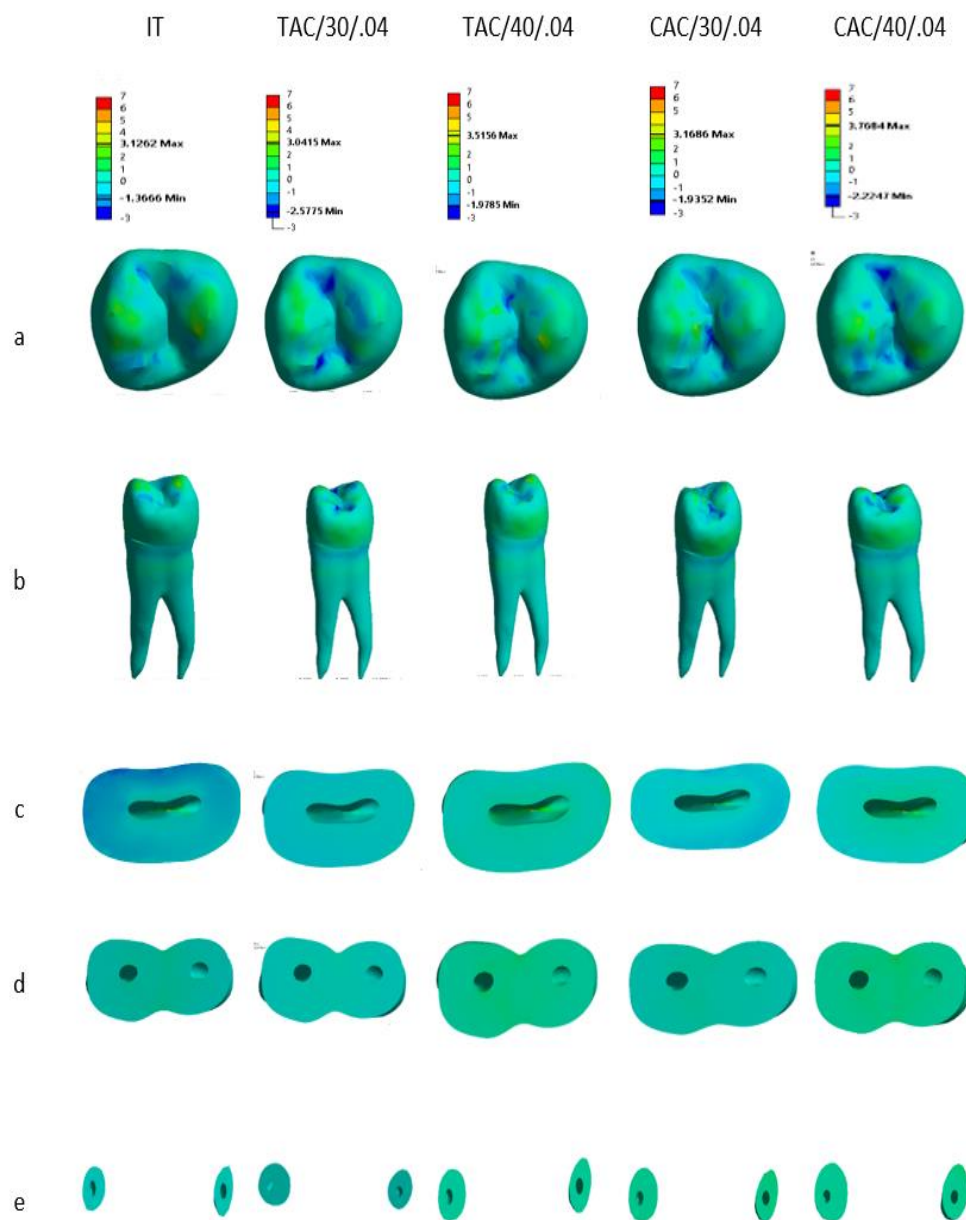 IT TAC/30/.04 TAC/40/.04 CAC/30/.04 CAC/40/.04
7
6
5
4
3.1262 Max
2
1
0
-1
-1.3666 Min
-3
7
6
5
4
3.0415 Max
2
1
0
-1
-2.5775 Min
-3
7
6
5
3.5156 Max
2
1
0
-1
-1.9785 Min
-3
7
6
5
3.1686 Max
2
1
0
-1
-1.9352 Min
-3
7
6
5
3.7684 Max
2
1
0
-1
-2.2247 Min
-3
a
b
c
d
e